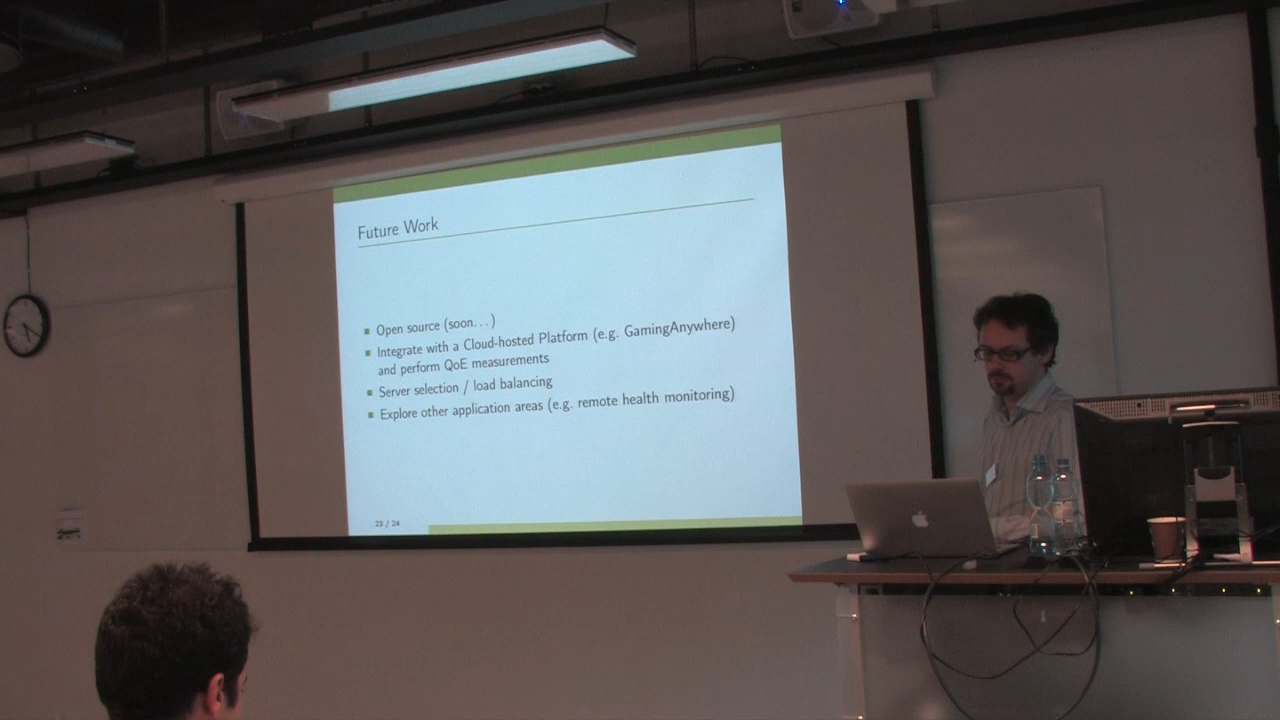 Future Work
Open source (soon...)
Integrate with a Cloud-hosted Platform (e.g. GamingAnywhere)
and perform QoE measurements
Server selection / load balancing
Explore other application areas (e.g. remote health monitoring)
23 / 24